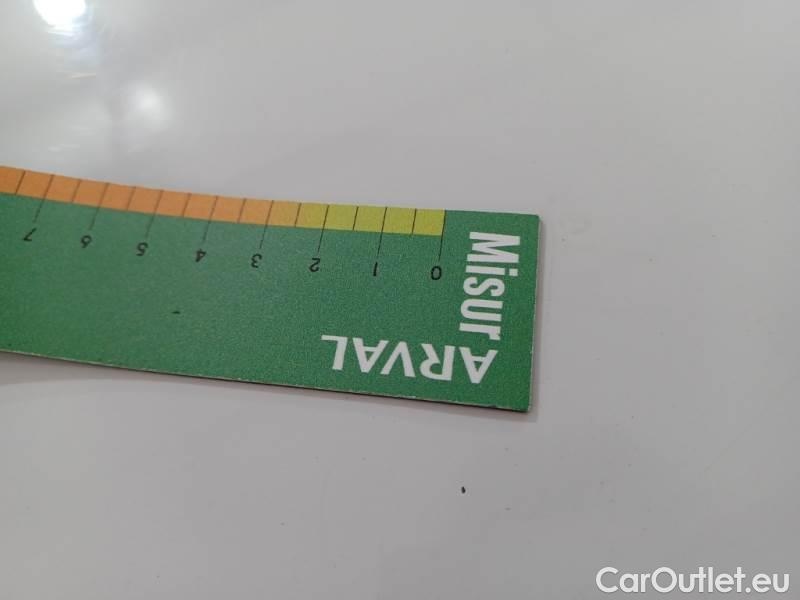 7 6 5 4 3 2 1 0
Misur
ARVAL
CarOutlet.eu